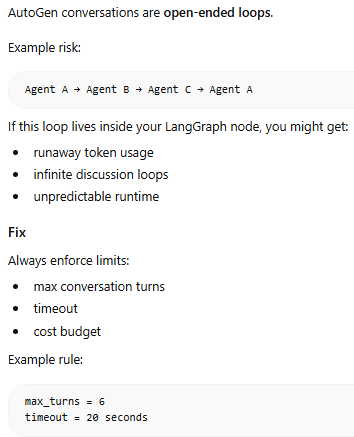 AutoGen conversations are open-ended loops.
Example risk:
Agent A → Agent B → Agent C → Agent A
If this loop lives inside your LangGraph node, you might get:
• runaway token usage
• infinite discussion loops
• unpredictable runtime
Fix
Always enforce limits:
• max conversation turns
• timeout
• cost budget
Example rule:
max_turns = 6
timeout = 20 seconds